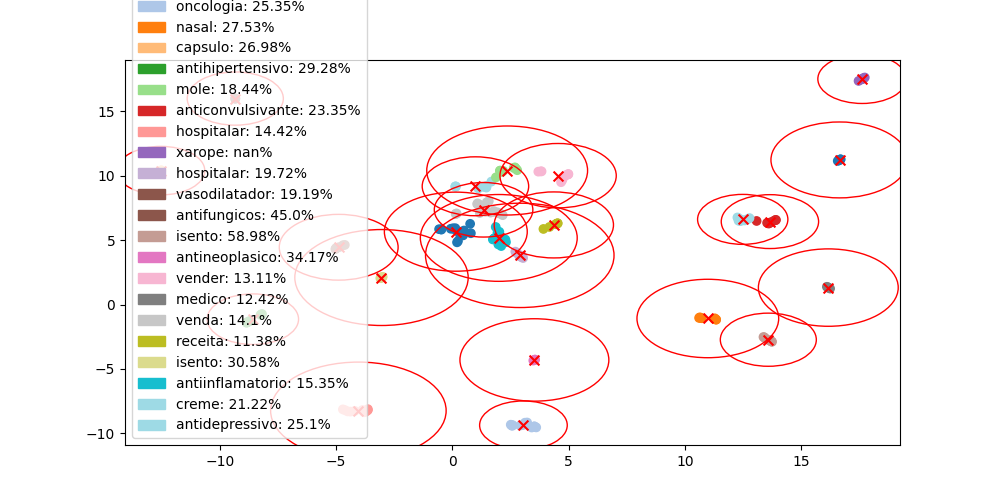 oncologia: 25.35%
nasal: 27.53%
capsulo: 26.98%
antihipertensivo: 29.28%
mole: 18.44%
anticonvulsivante: 23.35%
hospitalar: 14.42%
xarope: nan%
hospitalar: 19.72%
vasodilatador: 19.19%
antifungicos: 45.0%
isento: 58.98%
antineoplasico: 34.17%
vender: 13.11%
medico: 12.42%
venda: 14.1%
receita: 11.38%
isento: 30.58%
antiinflamatorio: 15.35%
creme: 21.22%
antidepressivo: 25.1%
15
10
5
0
−5
−10
−10 −5 0 5 10 15